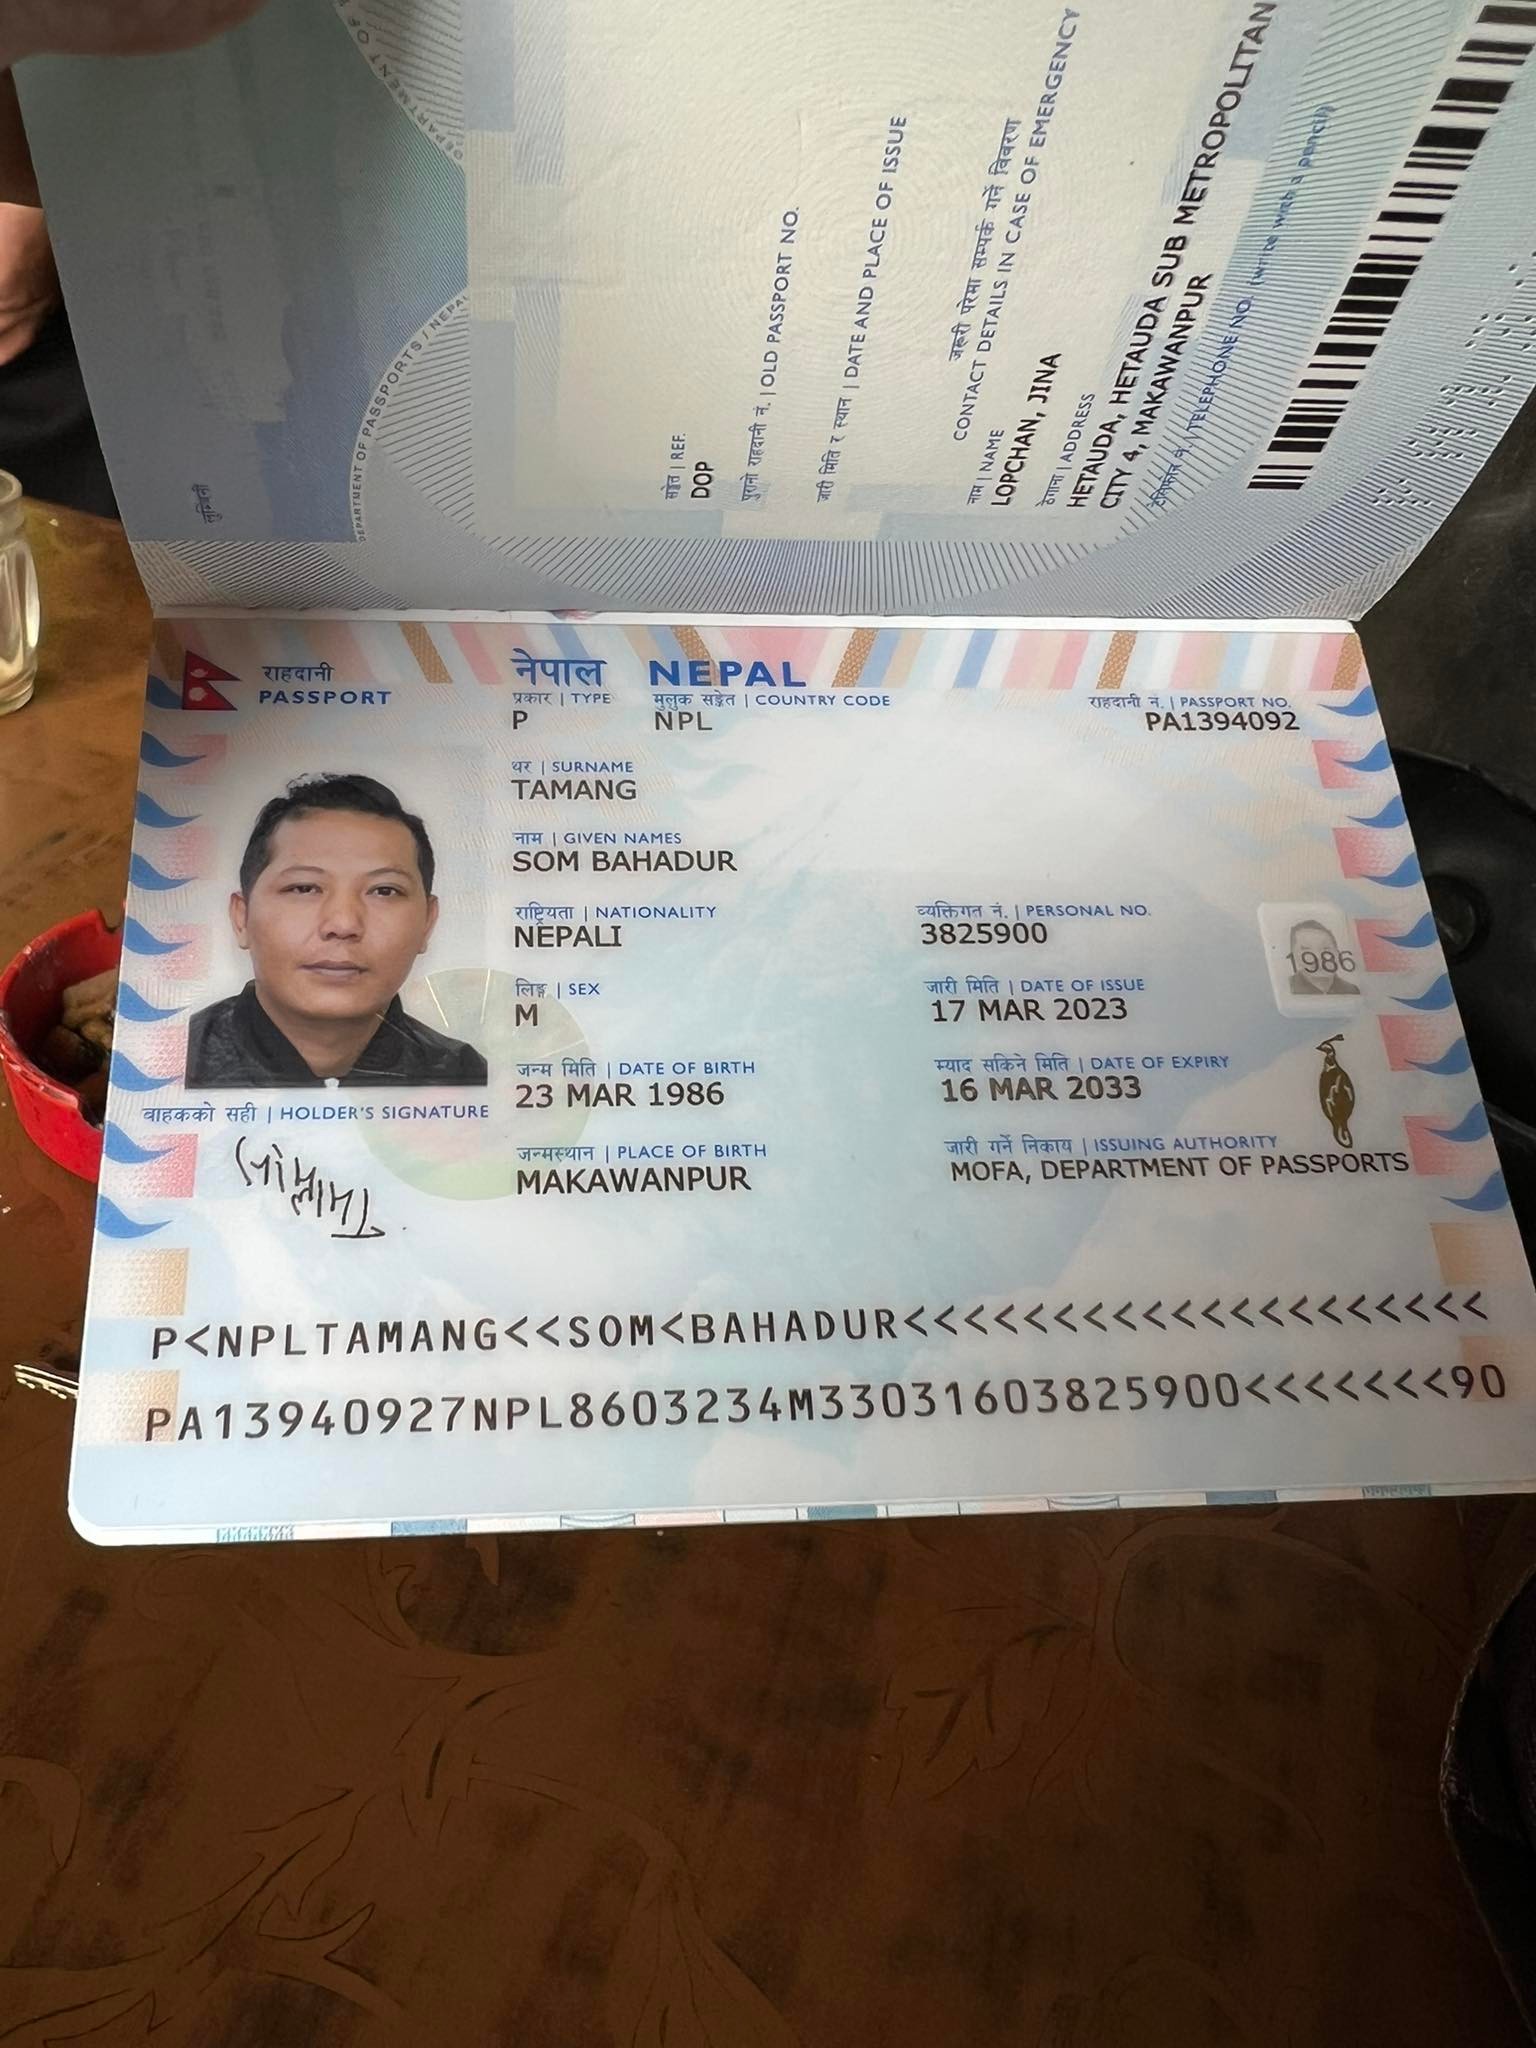 DEPARTMENT OF
लुम्बिनी
DEPARTMENT OF PASSPORTS / NEPAL
सङ्केत | REF.
DOP
पुरानो राहदानी नं. | OLD PASSPORT NO.
जारी मिति र स्थान | DATE AND PLACE OF ISSUE
जरूरी परेमा सम्पर्क गर्ने विवरण
CONTACT DETAILS IN CASE OF EMERGENCY
नाम | NAME
LOPCHAN, JINA
ठेगाना | ADDRESS
HETAUDA, HETAUDA SUB METROPOLITAN
CITY 4, MAKAWANPUR
टेलिफोन नं. | TELEPHONE NO. (write with a pencil)
राहदानी नेपाल NEPAL
PASSPORT प्रकार | TYPE मुलुक सङ्केत | COUNTRY CODE राहदानी नं. | PASSPORT NO.
P NPL PA1394092
थर | SURNAME
TAMANG
नाम | GIVEN NAMES
SOM BAHADUR
राष्ट्रियता | NATIONALITY व्यक्तिगत नं. | PERSONAL NO.
NEPALI 3825900
1986
लिङ्ग | SEX जारी मिति | DATE OF ISSUE
M 17 MAR 2023
जन्म मिति | DATE OF BIRTH म्याद सकिने मिति | DATE OF EXPIRY
23 MAR 1986 16 MAR 2033
वाहकको सही | HOLDER'S SIGNATURE
जन्मस्थान | PLACE OF BIRTH जारी गर्ने निकाय | ISSUING AUTHORITY
MAKAWANPUR MOFA, DEPARTMENT OF PASSPORTS
P<NPLTAMANG<<SOM<BAHADUR<<<<<<<<<<<<<<<<<<<<
PA13940927NPL8603234M33031603825900<<<<<<<90